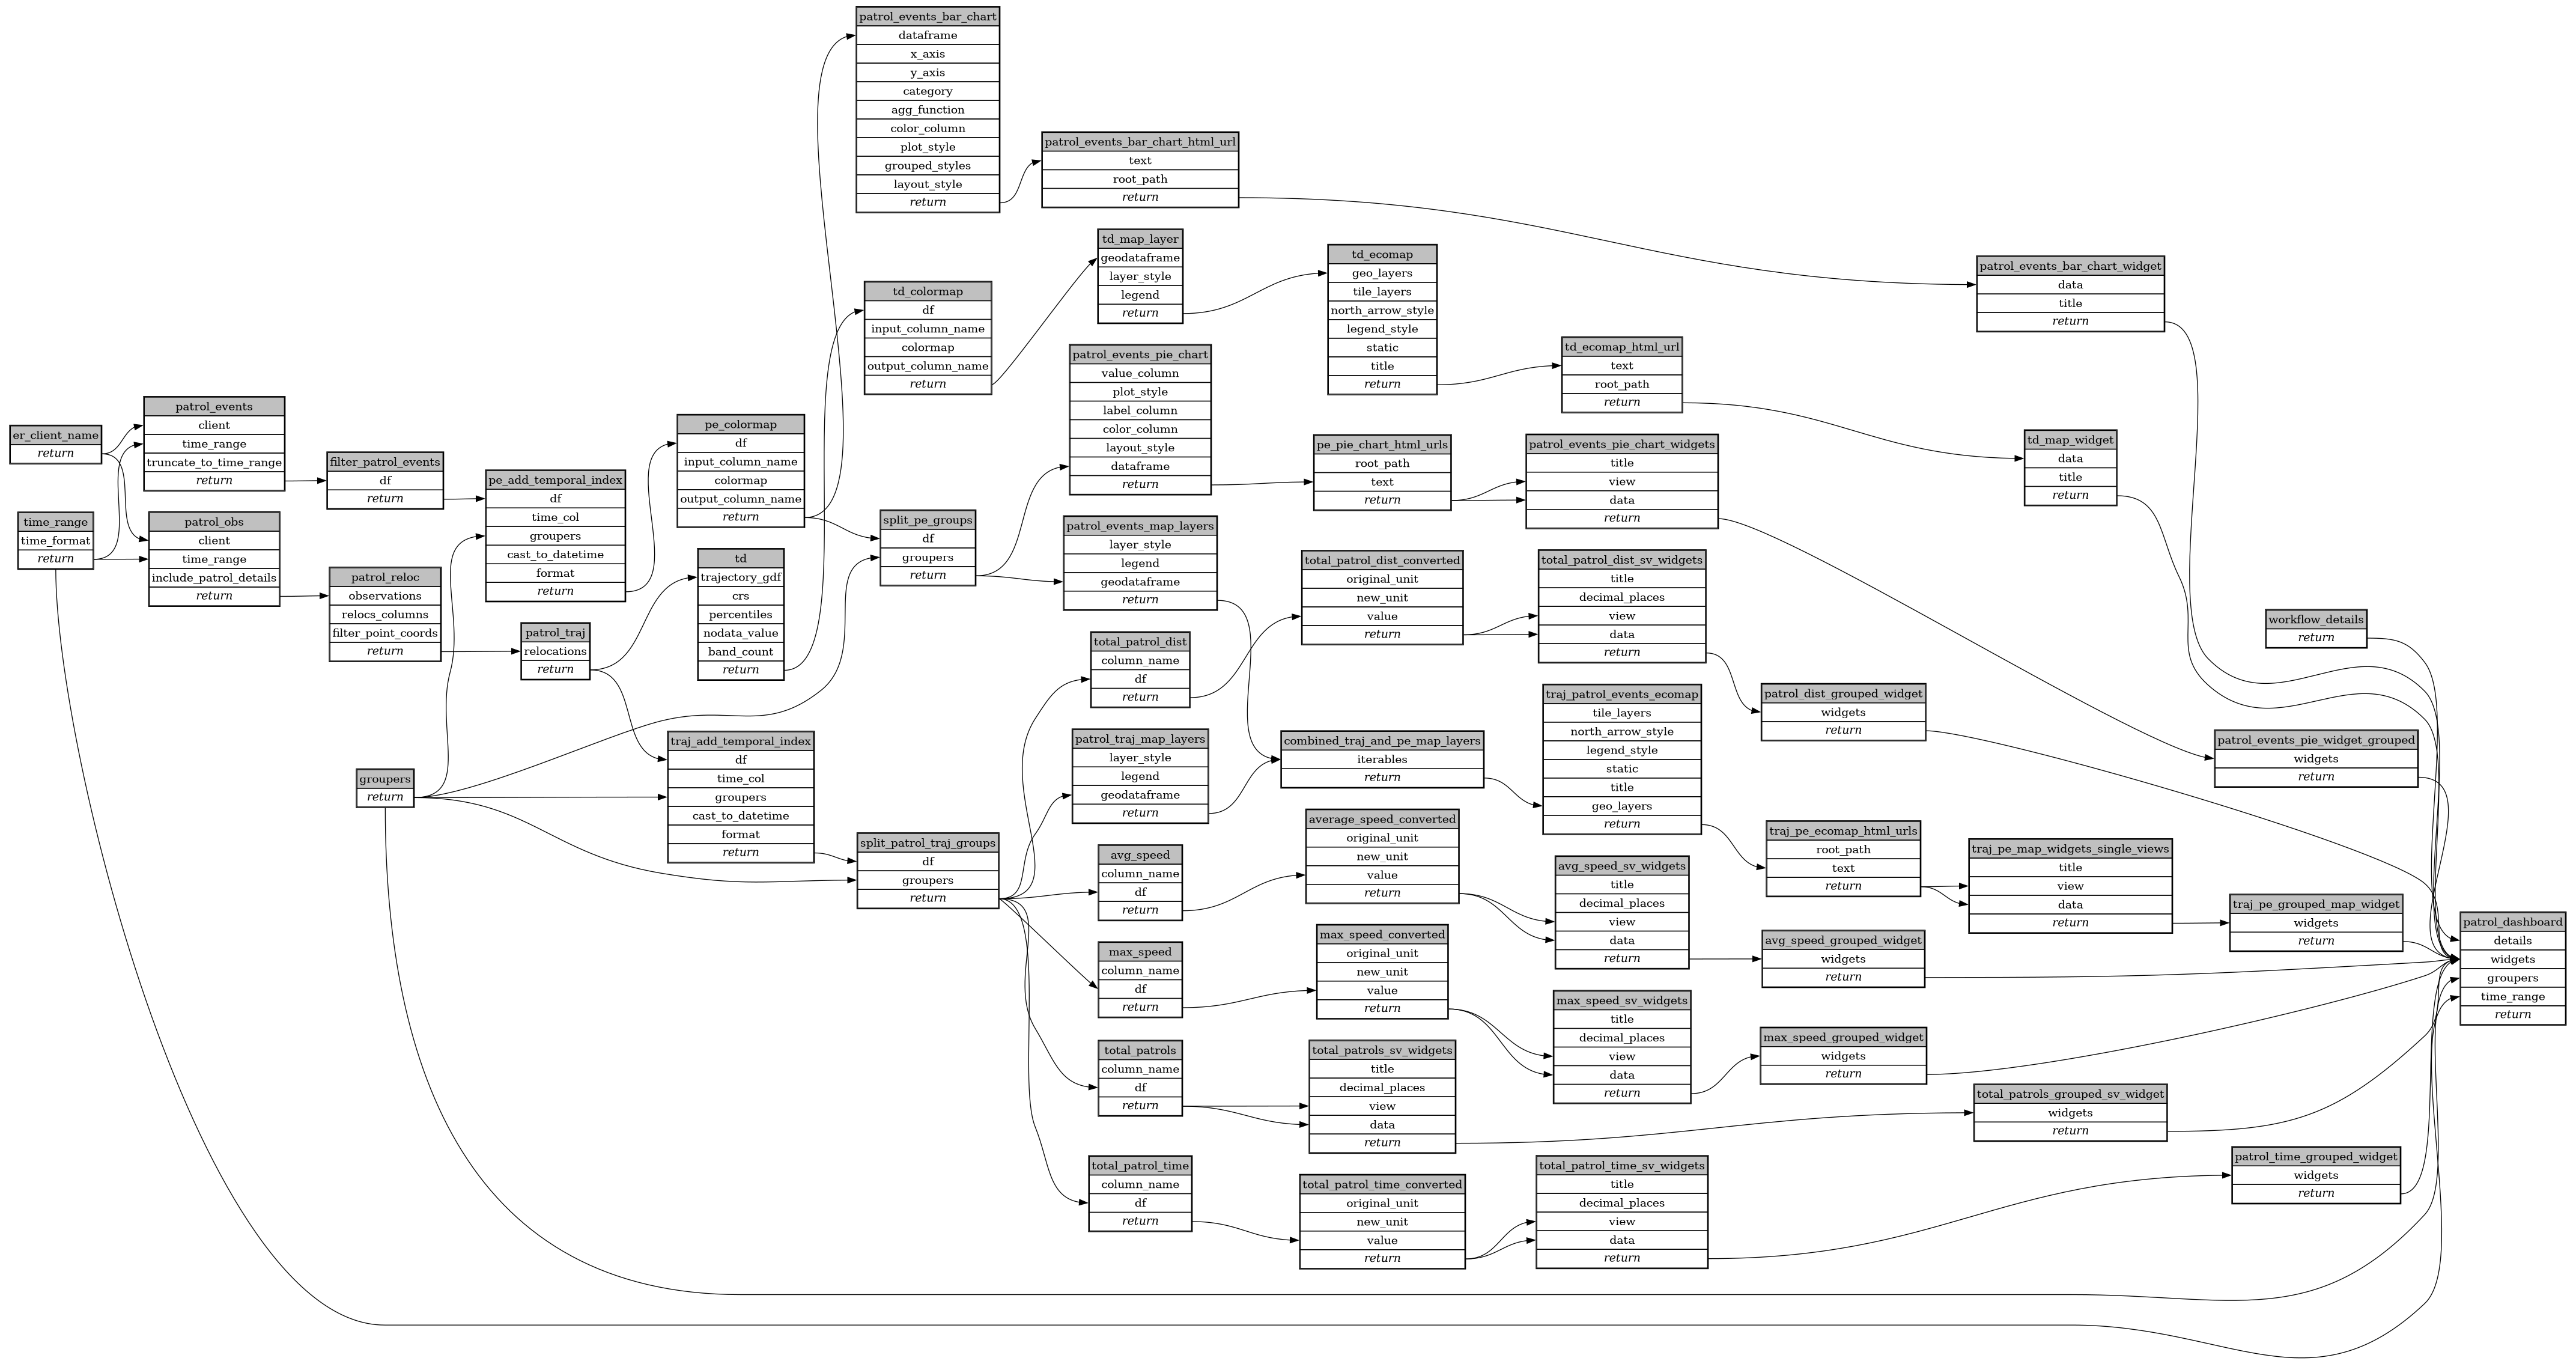 patrol_events_bar_chart
dataframe
x_axis
y_axis
category
agg_function
color_column
plot_style
grouped_styles
layout_style
return
patrol_events_bar_chart_html_url
text
root_path
return
td_map_layer
geodataframe
layer_style
legend
return
td_ecomap
geo_layers
tile_layers
north_arrow_style
legend_style
static
title
return
patrol_events_bar_chart_widget
data
title
return
td_colormap
df
input_column_name
colormap
output_column_name
return
td_ecomap_html_url
text
root_path
return
patrol_events_pie_chart
value_column
plot_style
label_column
color_column
layout_style
dataframe
return
er_client_name
return
patrol_events
client
time_range
truncate_to_time_range
return
filter_patrol_events
df
return
pe_add_temporal_index
df
time_col
groupers
cast_to_datetime
format
return
pe_colormap
df
input_column_name
colormap
output_column_name
return
pe_pie_chart_html_urls
root_path
text
return
patrol_events_pie_chart_widgets
title
view
data
return
td_map_widget
data
title
return
time_range
time_format
return
patrol_obs
client
time_range
include_patrol_details
return
split_pe_groups
df
groupers
return
patrol_events_map_layers
layer_style
legend
geodataframe
return
td
trajectory_gdf
crs
percentiles
nodata_value
band_count
return
total_patrol_dist_converted
original_unit
new_unit
value
return
total_patrol_dist_sv_widgets
title
decimal_places
view
data
return
patrol_reloc
observations
relocs_columns
filter_point_coords
return
patrol_traj
relocations
return
total_patrol_dist
column_name
df
return
workflow_details
return
traj_patrol_events_ecomap
tile_layers
north_arrow_style
legend_style
static
title
geo_layers
return
patrol_dist_grouped_widget
widgets
return
patrol_events_pie_widget_grouped
widgets
return
groupers
return
traj_add_temporal_index
df
time_col
groupers
cast_to_datetime
format
return
patrol_traj_map_layers
layer_style
legend
geodataframe
return
combined_traj_and_pe_map_layers
iterables
return
split_patrol_traj_groups
df
groupers
return
avg_speed
column_name
df
return
average_speed_converted
original_unit
new_unit
value
return
avg_speed_sv_widgets
title
decimal_places
view
data
return
traj_pe_ecomap_html_urls
root_path
text
return
traj_pe_map_widgets_single_views
title
view
data
return
traj_pe_grouped_map_widget
widgets
return
patrol_dashboard
details
widgets
groupers
time_range
return
max_speed
column_name
df
return
max_speed_converted
original_unit
new_unit
value
return
avg_speed_grouped_widget
widgets
return
max_speed_sv_widgets
title
decimal_places
view
data
return
max_speed_grouped_widget
widgets
return
total_patrols
column_name
df
return
total_patrols_sv_widgets
title
decimal_places
view
data
return
total_patrols_grouped_sv_widget
widgets
return
total_patrol_time
column_name
df
return
total_patrol_time_converted
original_unit
new_unit
value
return
total_patrol_time_sv_widgets
title
decimal_places
view
data
return
patrol_time_grouped_widget
widgets
return